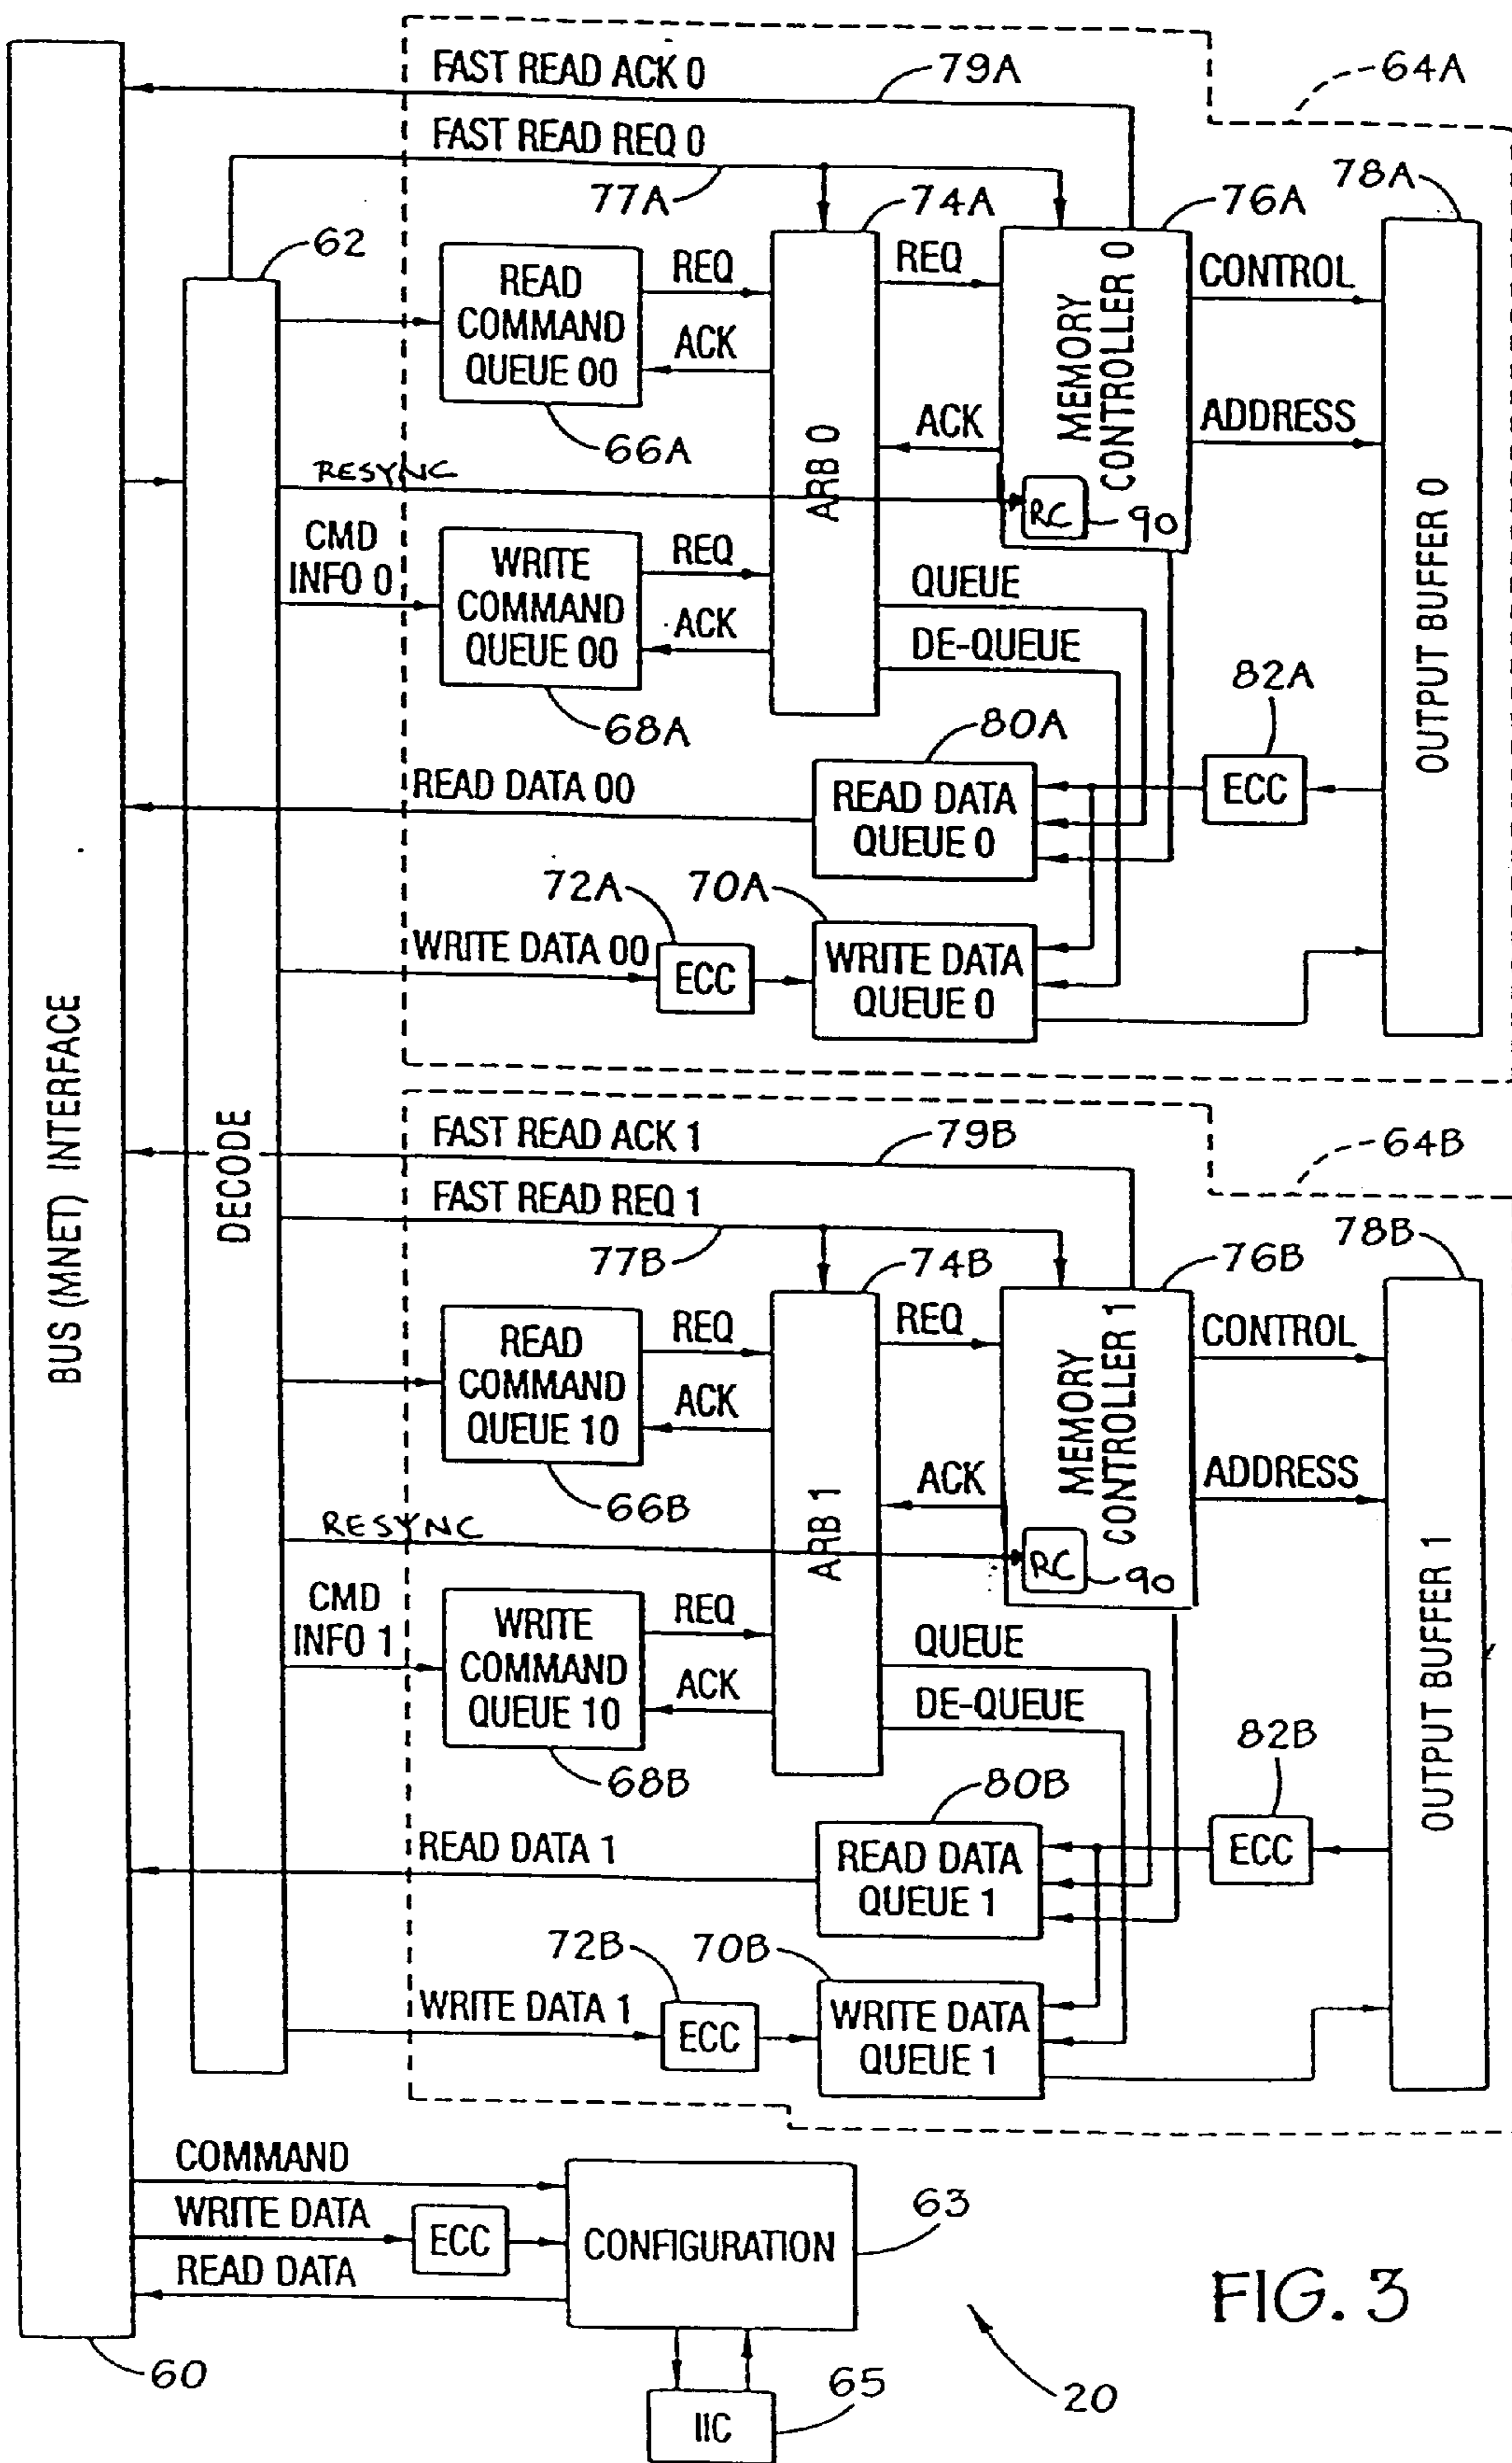 FAST READ ACK 0
79A
64A
FAST READ REQ 0
77A
74A
76A
78A
62
READ
COMMAND
QUEUE 00
REQ
ACK
66A
REQ
ACK
ARB 0
MEMORY
CONTROLLER 0
RC
90
CONTROL
ADDRESS
OUTPUT BUFFER 0
RESYNC
CMD
INFO 0
WRITE
COMMAND
QUEUE 00
REQ
ACK
68A
QUEUE
DE-QUEUE
82A
80A
READ DATA 00
READ DATA
QUEUE 0
ECC
72A
70A
WRITE DATA 00
ECC
WRITE DATA
QUEUE 0
BUS (MNET) INTERFACE
DECODE
FAST READ ACK 1
79B
64B
FAST READ REQ 1
77B
74B
76B
78B
READ
COMMAND
QUEUE 10
REQ
ACK
66B
REQ
ACK
ARB 1
MEMORY
CONTROLLER 1
RC
90
CONTROL
ADDRESS
OUTPUT BUFFER 1
RESYNC
CMD
INFO 1
WRITE
COMMAND
QUEUE 10
REQ
ACK
68B
QUEUE
DE-QUEUE
82B
80B
READ DATA 1
READ DATA
QUEUE 1
ECC
72B
70B
WRITE DATA 1
ECC
WRITE DATA
QUEUE 1
COMMAND
WRITE DATA
ECC
READ DATA
CONFIGURATION
63
60
IIC
65
20
FIG. 3